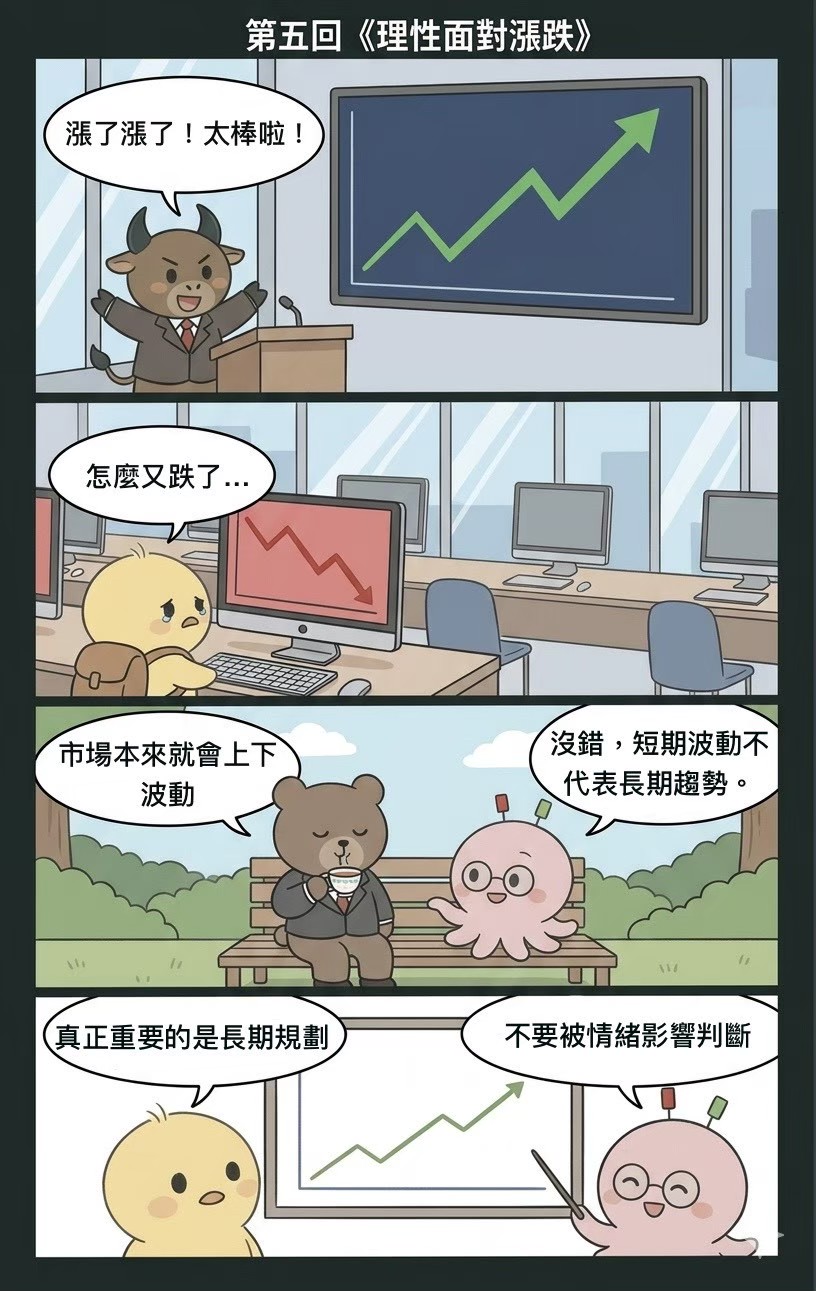 第五回《理性面對漲跌》
漲了漲了！太棒啦！
怎麼又跌了...
市場本來就會上下
波動
沒錯，短期波動不
代表長期趨勢。
真正重要的是長期規劃
不要被情緒影響判斷